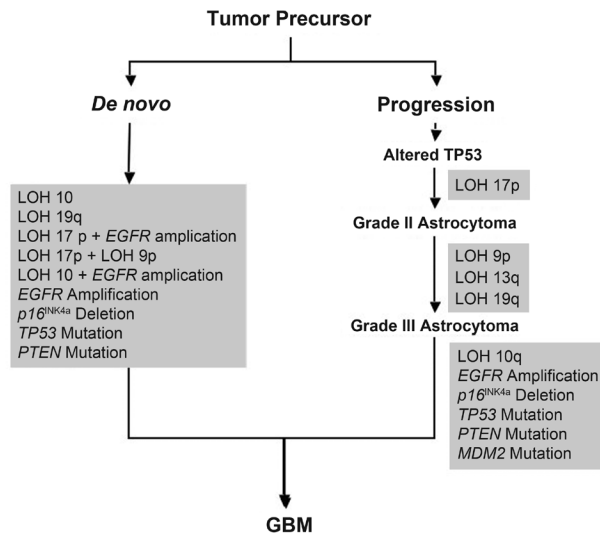 Tumor Precursor
De novo
LOH 10
LOH 19q
LOH 17 p + EGFR amplication
LOH 17p + LOH 9p
LOH 10 + EGFR amplication
EGFR Amplification
p16INK4a Deletion
TP53 Mutation
PTEN Mutation
Progression
Altered TP53
LOH 17p
Grade II Astrocytoma
LOH 9p
LOH 13q
LOH 19q
Grade III Astrocytoma
LOH 10q
EGFR Amplification
p16INK4a Deletion
TP53 Mutation
PTEN Mutation
MDM2 Mutation
GBM